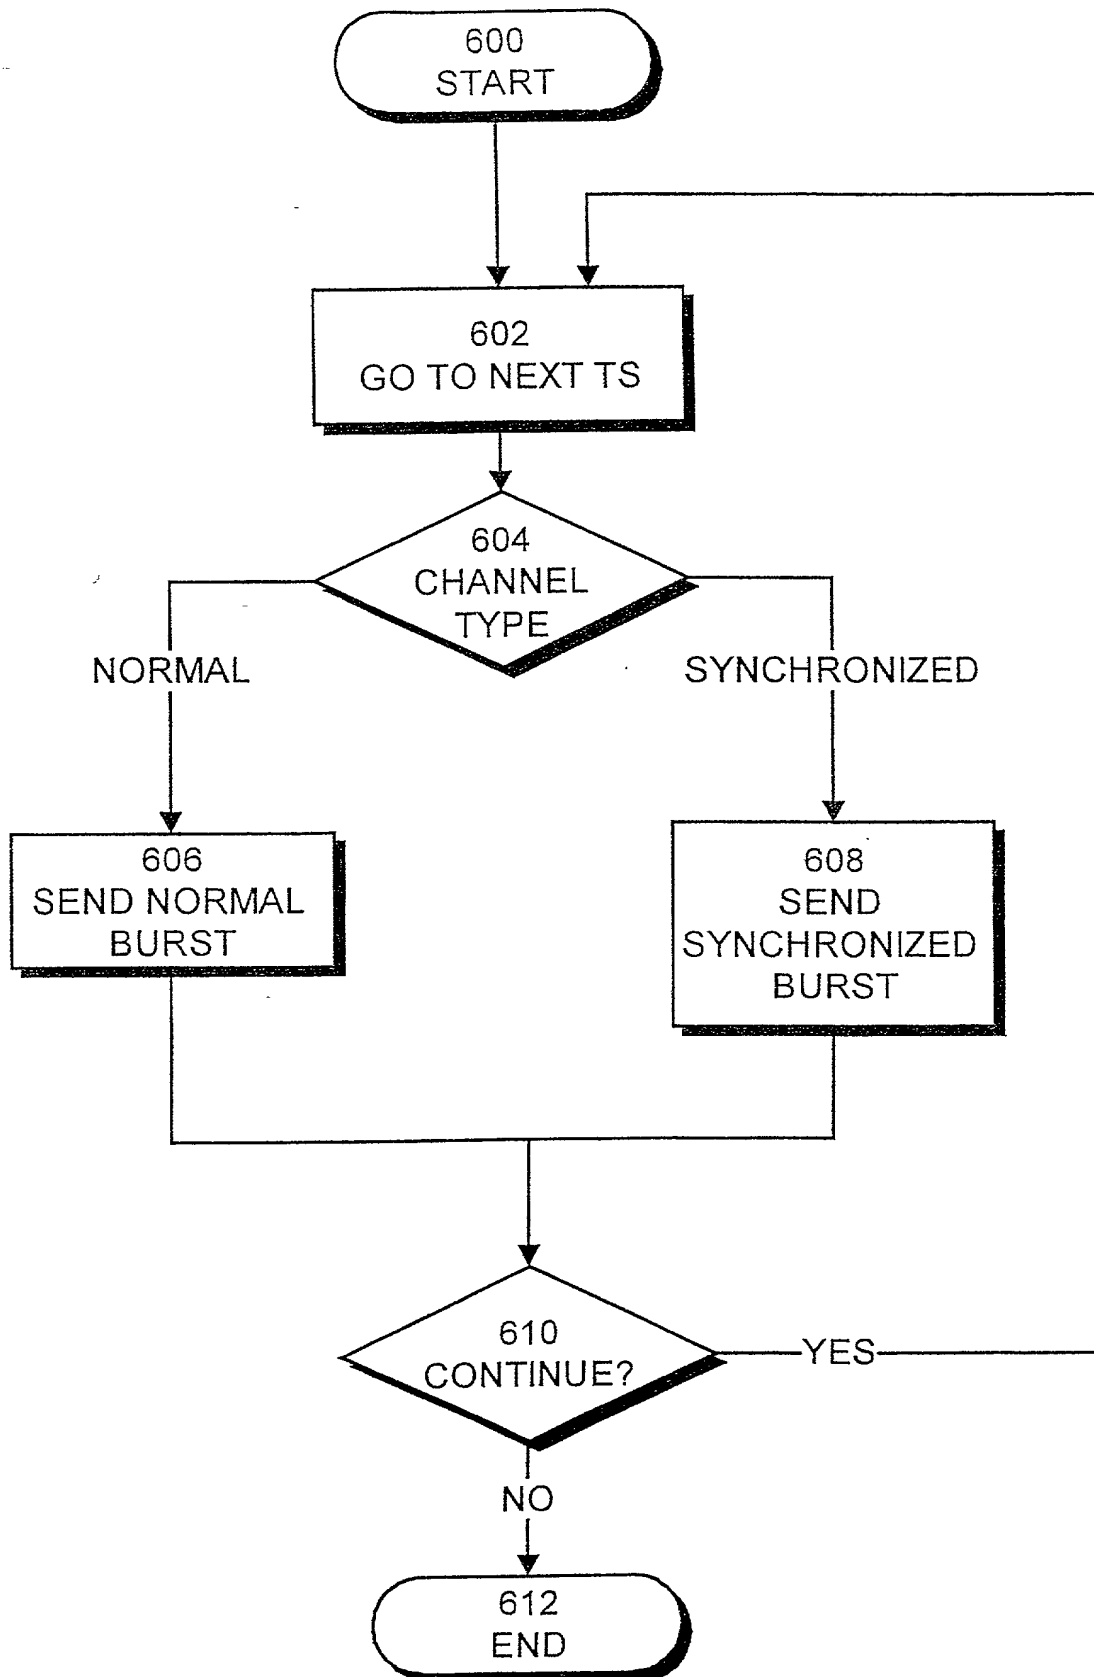 600
START
602
GO TO NEXT TS
604
CHANNEL
TYPE
NORMAL
SYNCHRONIZED
606
SEND NORMAL
BURST
608
SEND
SYNCHRONIZED
BURST
610
CONTINUE?
YES
NO
612
END